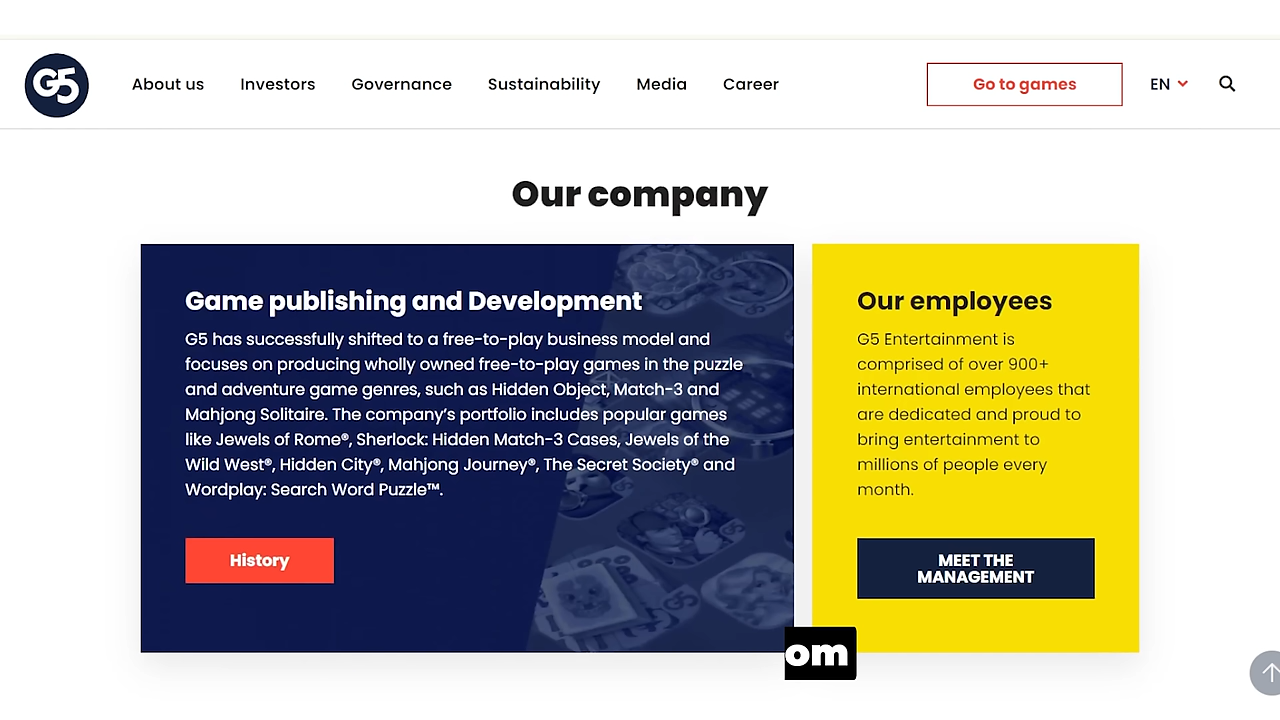 G5
About us
Investors
Governance
Sustainability
Media
Career
Go to games
EN
Our company
Game publishing and Development
G5 has successfully shifted to a free-to-play business model and
focuses on producing wholly owned free-to-play games in the puzzle
and adventure game genres, such as Hidden Object, Match-3 and
Mahjong Solitaire. The company's portfolio includes popular games
like Jewels of Rome®, Sherlock: Hidden Match-3 Cases, Jewels of the
Wild West®, Hidden City®, Mahjong Journey®, The Secret Society® and
Wordplay: Search Word Puzzle™.
History
Our employees
G5 Entertainment is
comprised of over 900+
international employees that
are dedicated and proud to
bring entertainment to
millions of people every
month.
MEET THE
MANAGEMENT
om